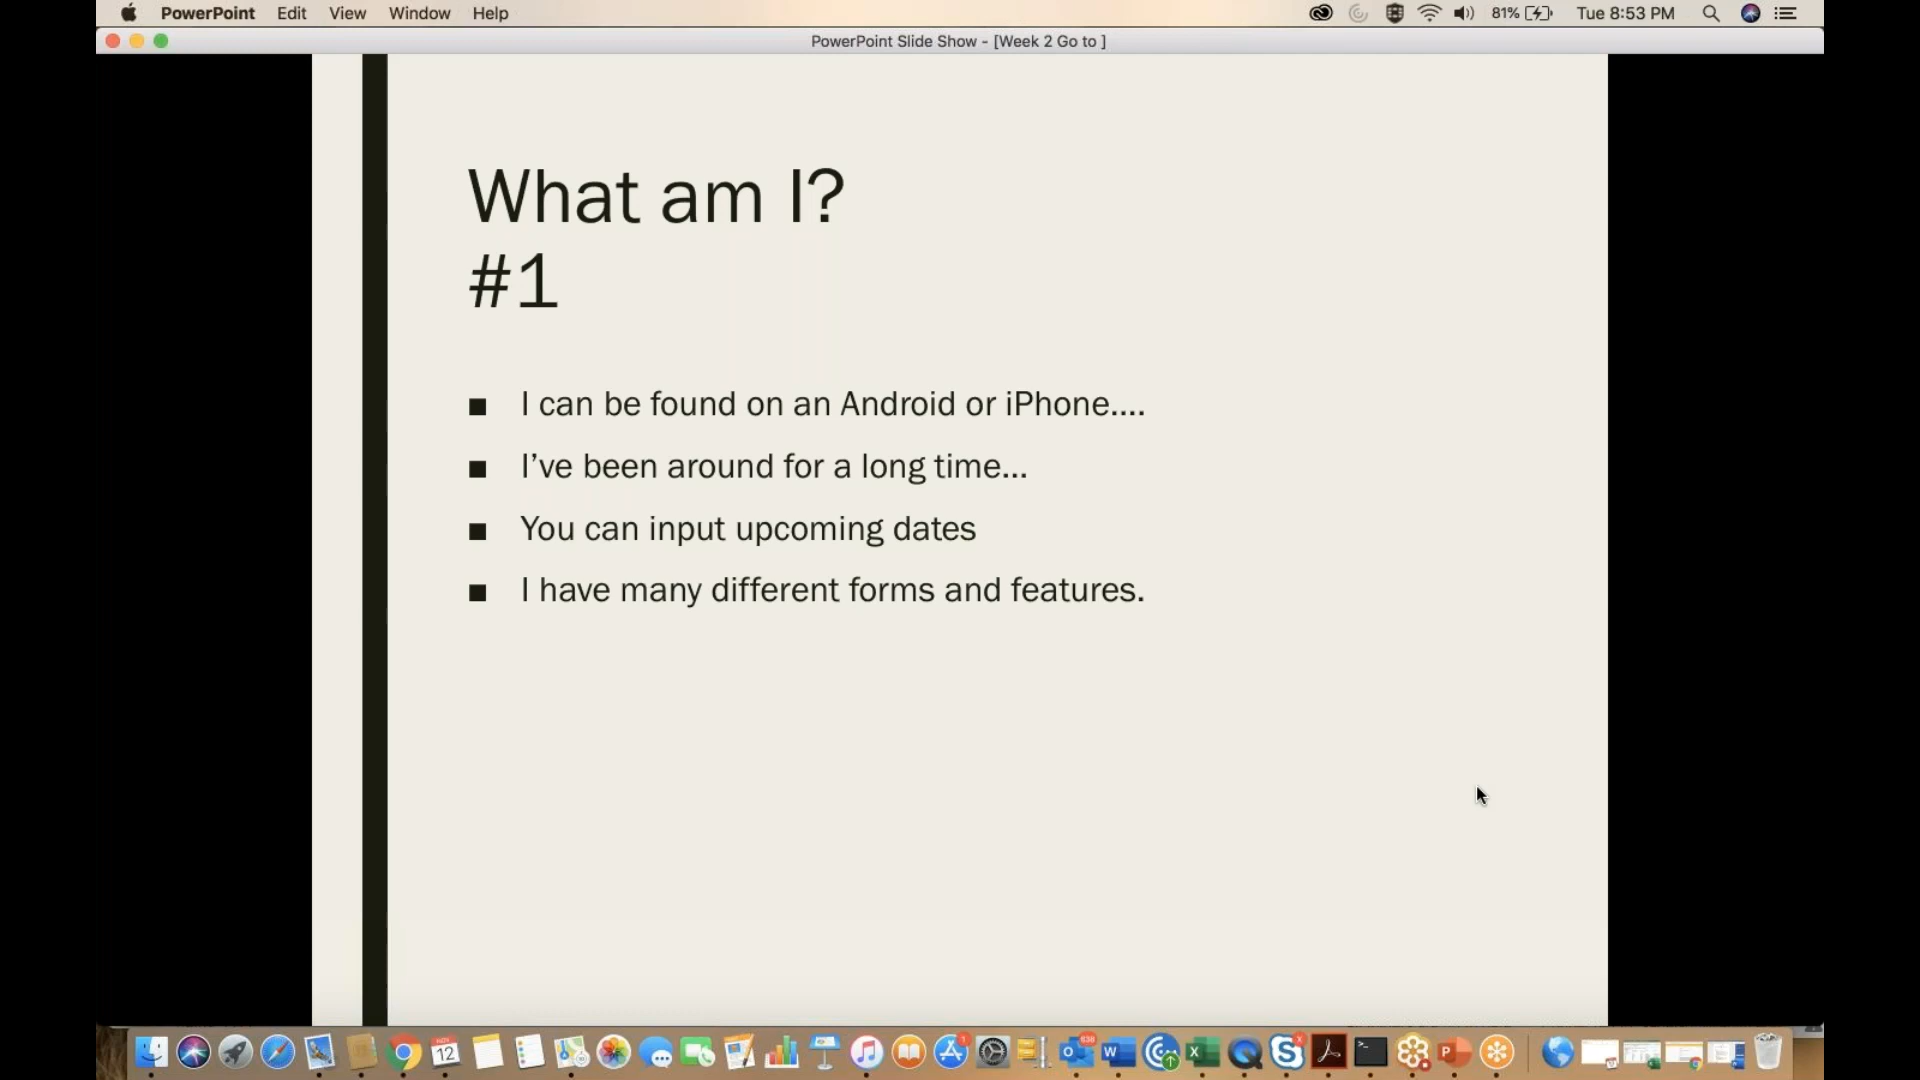 PowerPoint Edit View Window Help 81% Tue 8:53 PM
PowerPoint Slide Show - [Week 2 Go to ]
What am I?
#1
■ I can be found on an Android or iPhone....
■ I’ve been around for a long time...
■ You can input upcoming dates
■ I have many different forms and features.
12